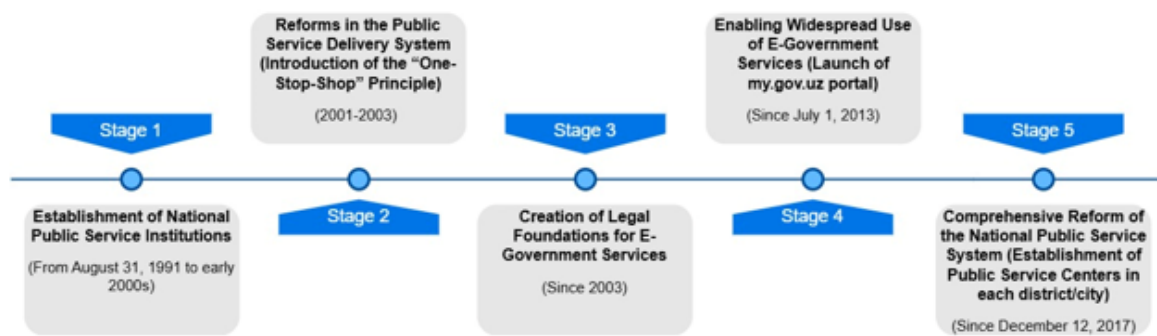 Stage 1
Establishment of National
Public Service Institutions
(From August 31, 1991 to early
2000s)
Reforms in the Public
Service Delivery System
(Introduction of the “One-
Stop-Shop” Principle)
(2001-2003)
Stage 2
Stage 3
Creation of Legal
Foundations for E-
Government Services
(Since 2003)
Enabling Widespread Use
of E-Government
Services (Launch of
my.gov.uz portal)
(Since July 1, 2013)
Stage 4
Stage 5
Comprehensive Reform of
the National Public Service
System (Establishment of
Public Service Centers in
each district/city)
(Since December 12, 2017)